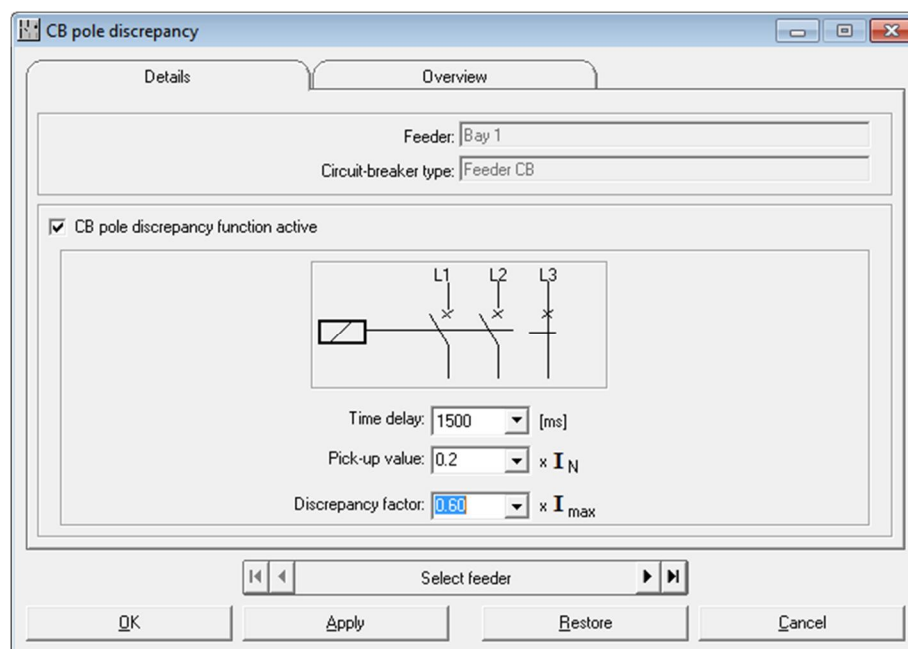 CB pole discrepancy
Details Overview
Feeder: Bay 1
Circuit-breaker type: Feeder CB
CB pole discrepancy function active
L1 L2 L3
Time delay: 1500 [ms]
Pick-up value: 0.2 x I N
Discrepancy factor: 0.60 x I max
Select feeder
OK Apply Restore Cancel